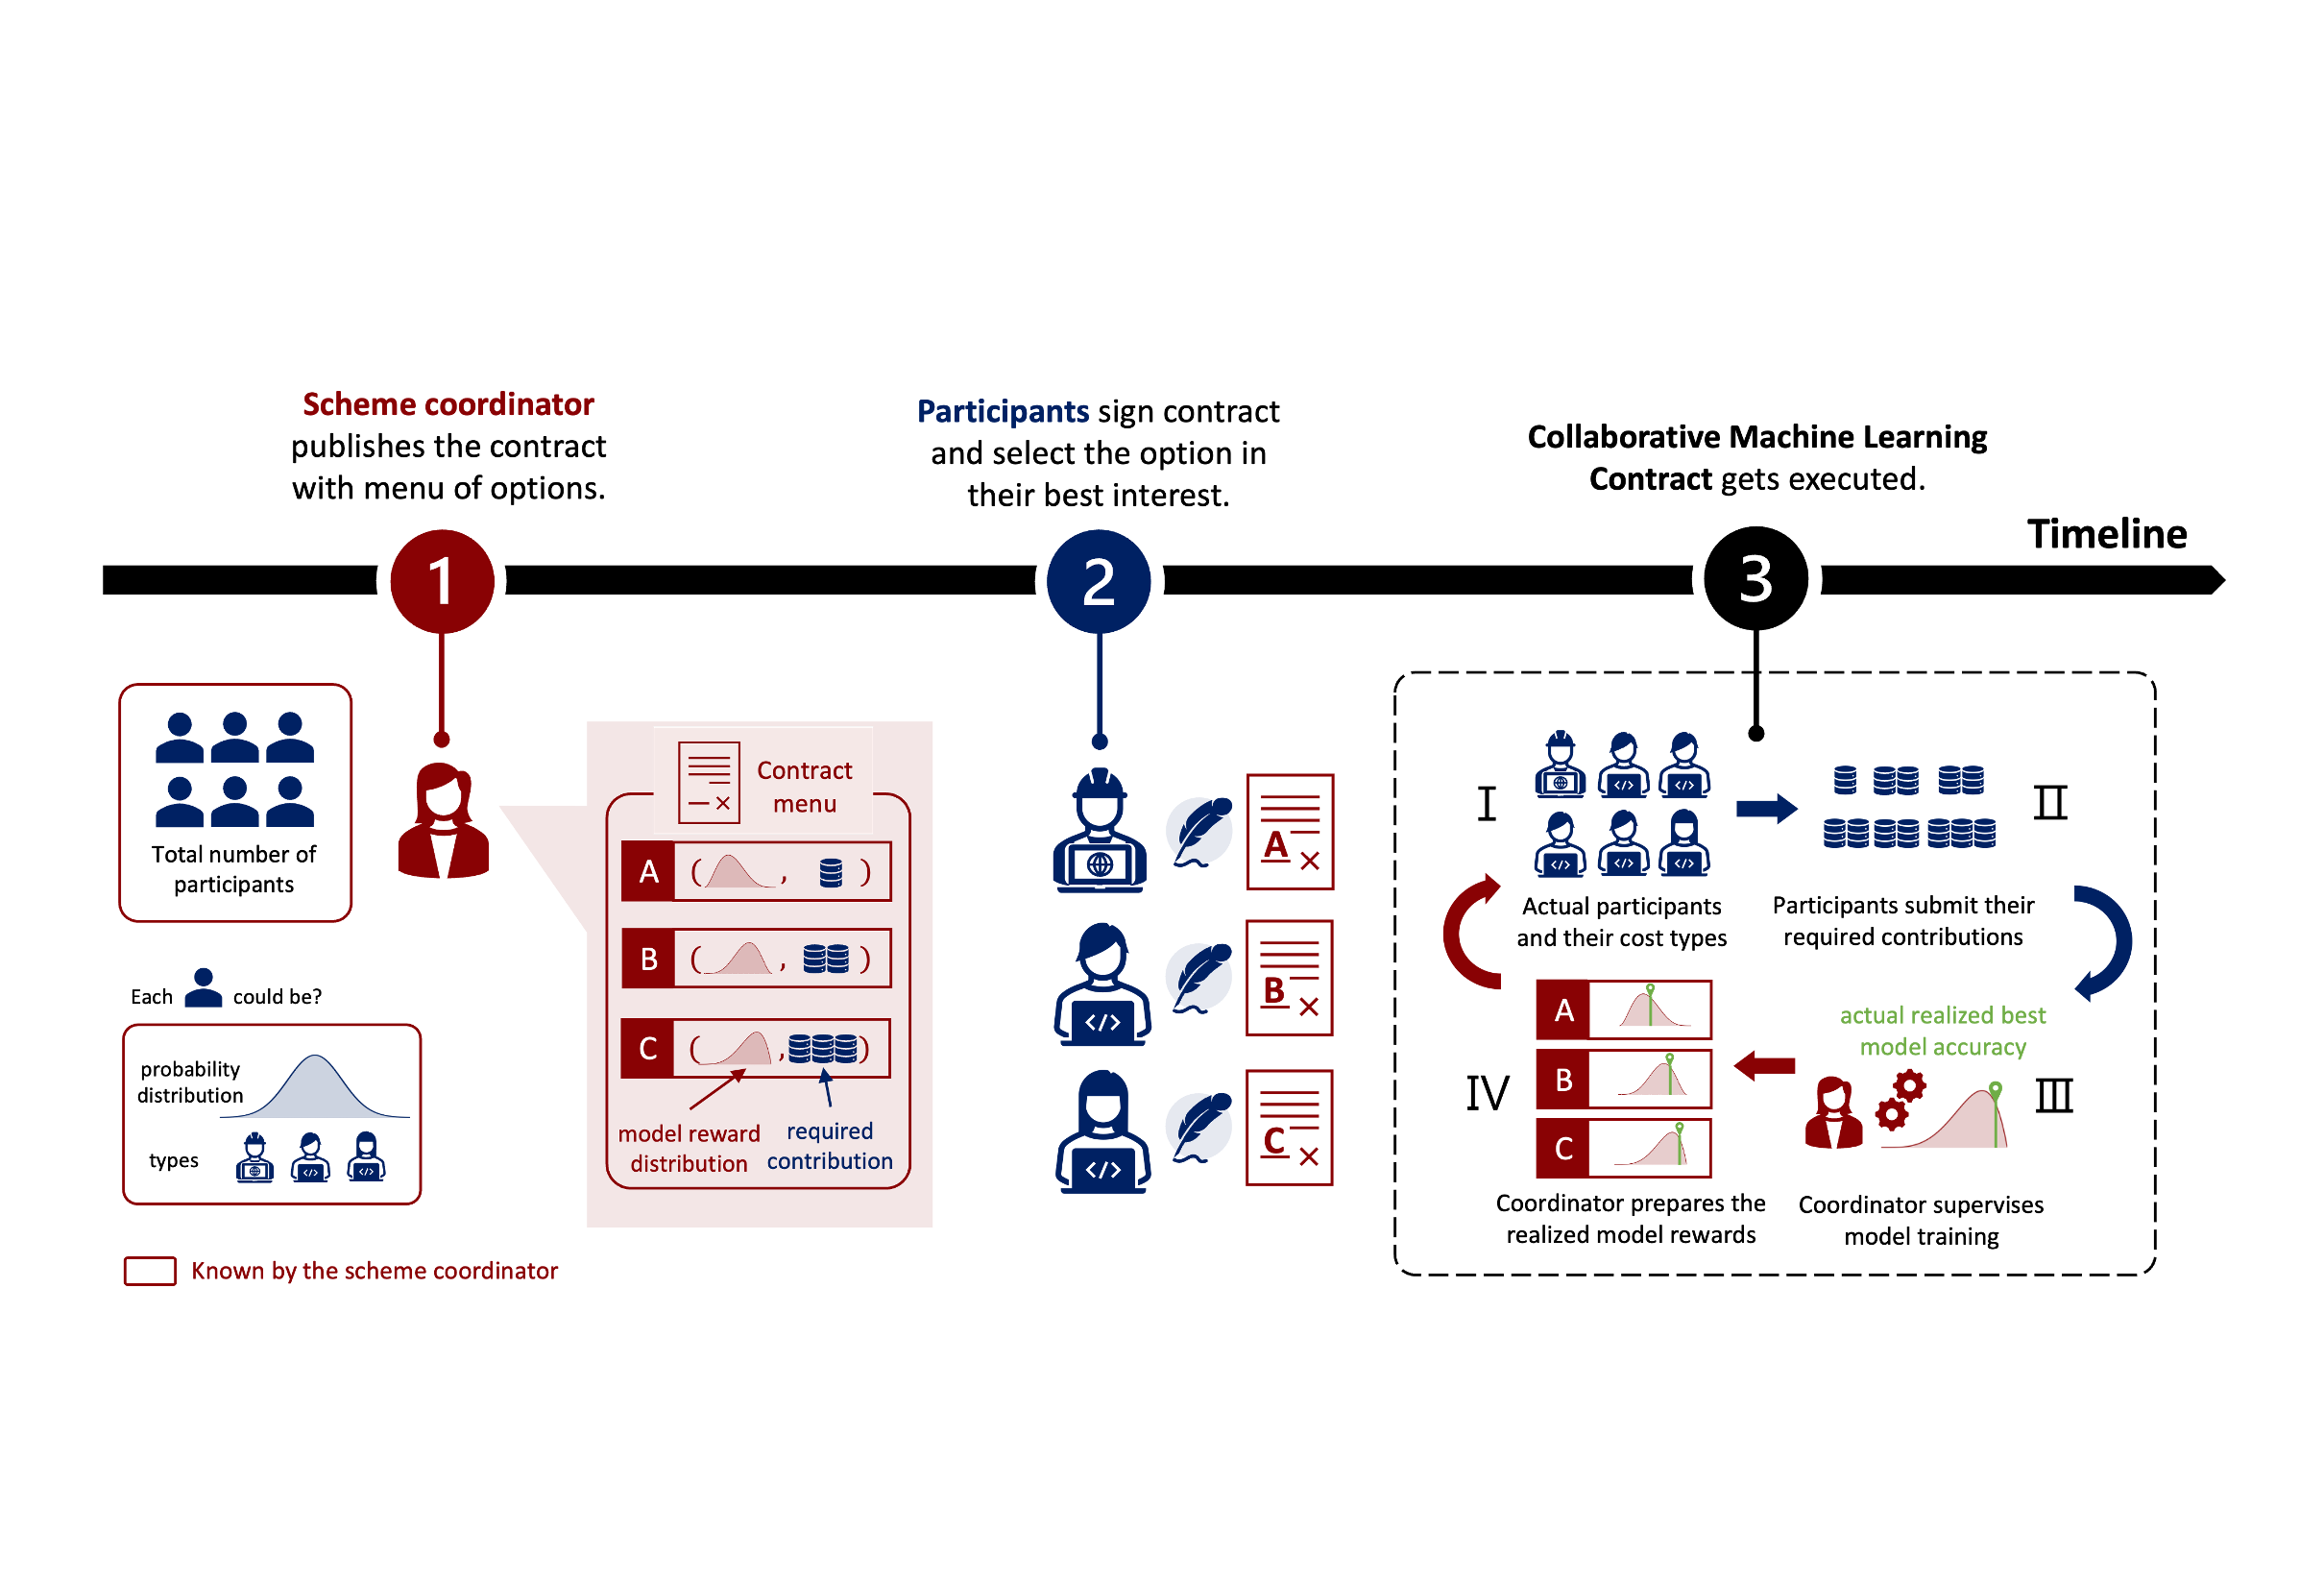 Scheme coordinator
publishes the contract
with menu of options.
Participants sign contract
and select the option in
their best interest.
Collaborative Machine Learning
Contract gets executed.
Timeline
1
2
3
Total number of
participants
Each could be?
probability
distribution
types
Known by the scheme coordinator
Contract
menu
A ( , )
B ( , )
C ( , )
model reward
distribution
required
contribution
A
B
C
I
Actual participants
and their cost types
II
Participants submit their
required contributions
III
actual realized best
model accuracy
Coordinator supervises
model training
IV
A
B
C
Coordinator prepares the
realized model rewards